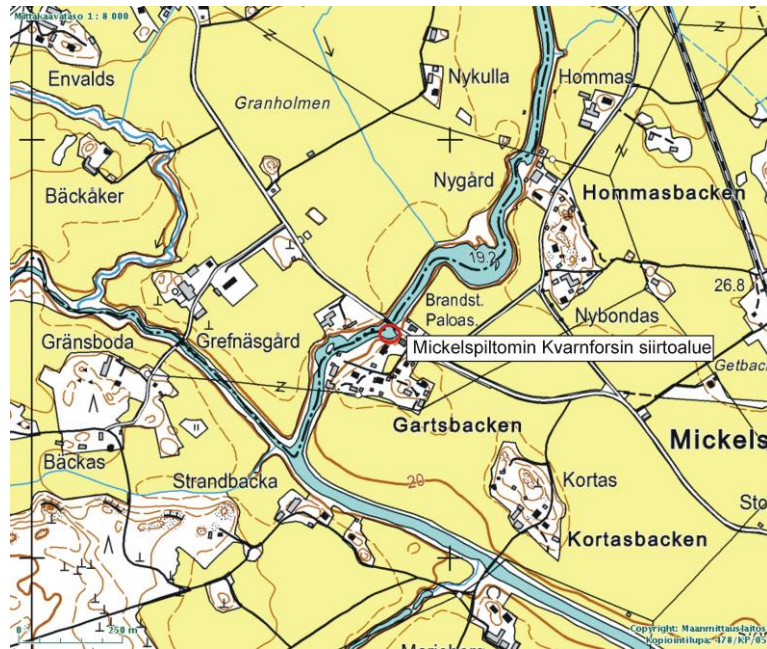 Mittakaavataso 1 : 8 000
Envalds
Granholmen
Nykulla
Hommas
N
N
Bäckåker
Nygård
Hommasbacken
19.2
Brandst.
Paloas.
26.8
Nybondas
Gränsboda
Grefnäsgård
Mickelspiltomin Kvarnforsin siirtoalue
Getback
N
Gartsbacken
Mickels
Bäckas
Strandbacka
20
Kortas
Sto
Kortasbacken
0
250 m
Copyright: Maanmittauslaitos
Kopiointilupa: 478/KP/05